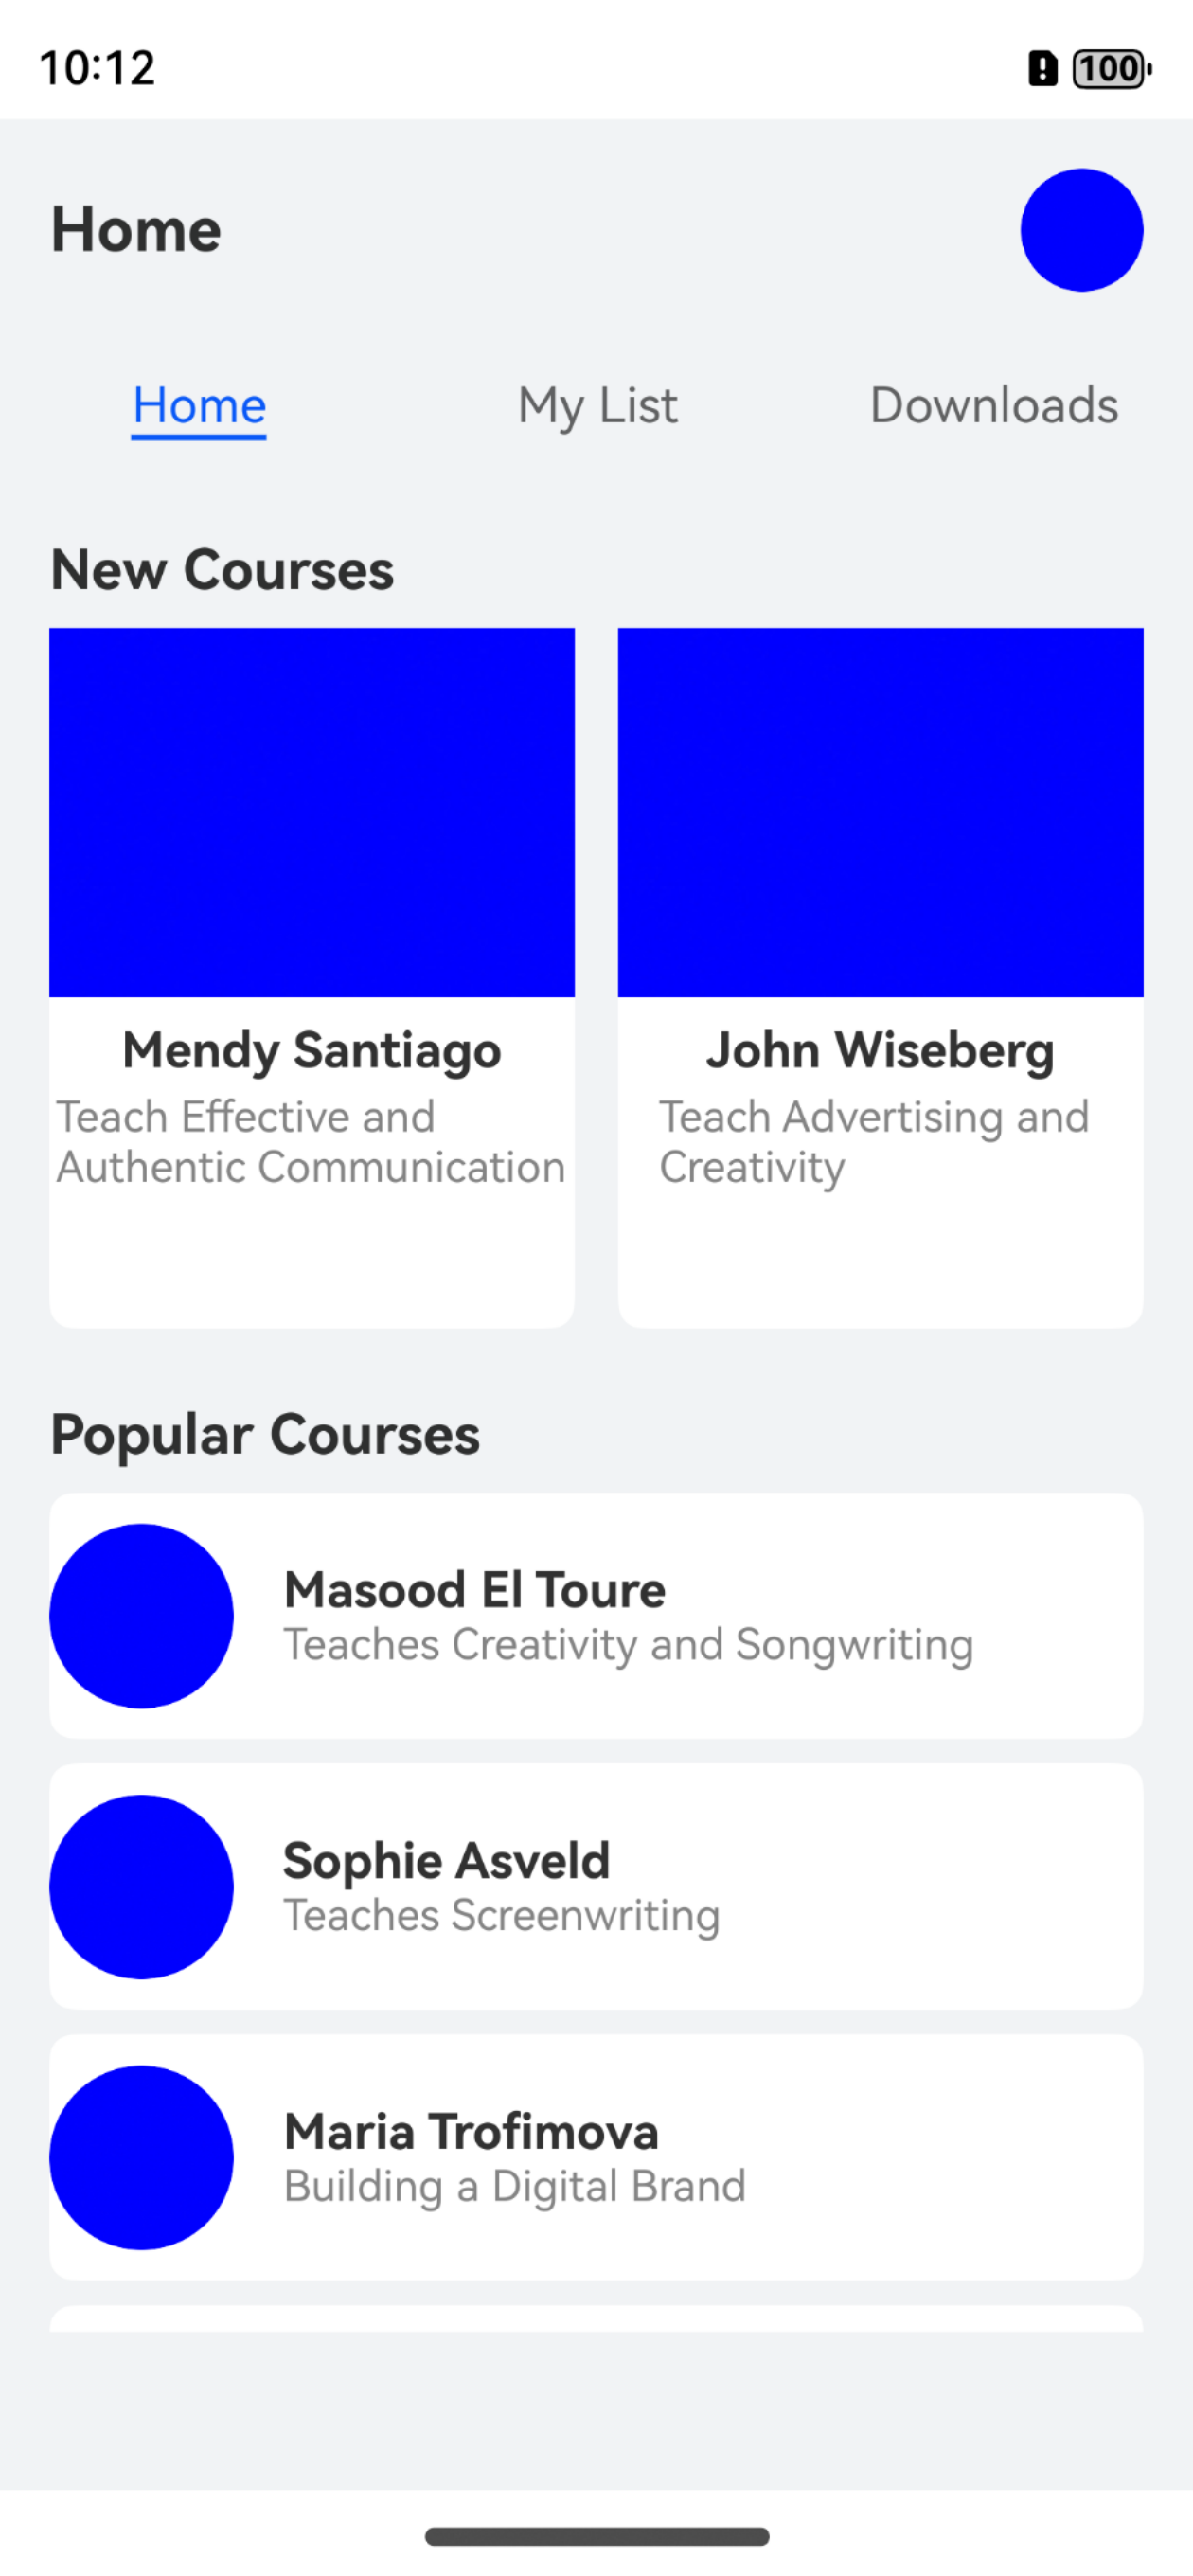 10:12
100
Home
Home
My List
Downloads
New Courses
Mendy Santiago
Teach Effective and
Authentic Communication
John Wiseberg
Teach Advertising and
Creativity
Popular Courses
Masood El Toure
Teaches Creativity and Songwriting
Sophie Asveld
Teaches Screenwriting
Maria Trofimova
Building a Digital Brand